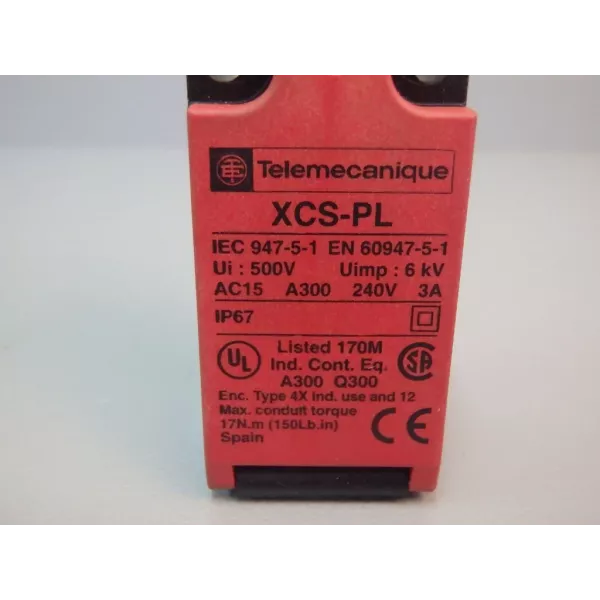 Telemecanique
XCS-PL
IEC 947-5-1 EN 60947-5-1
Ui : 500V Uimp : 6 kV
AC15 A300 240V 3A
IP67
UL Listed 170M SA
Ind. Cont. Eq.
A300 Q300
Enc. Type 4X Ind. use and 12
Max. conduit torque
17N.m (150Lb.in)
Spain CE